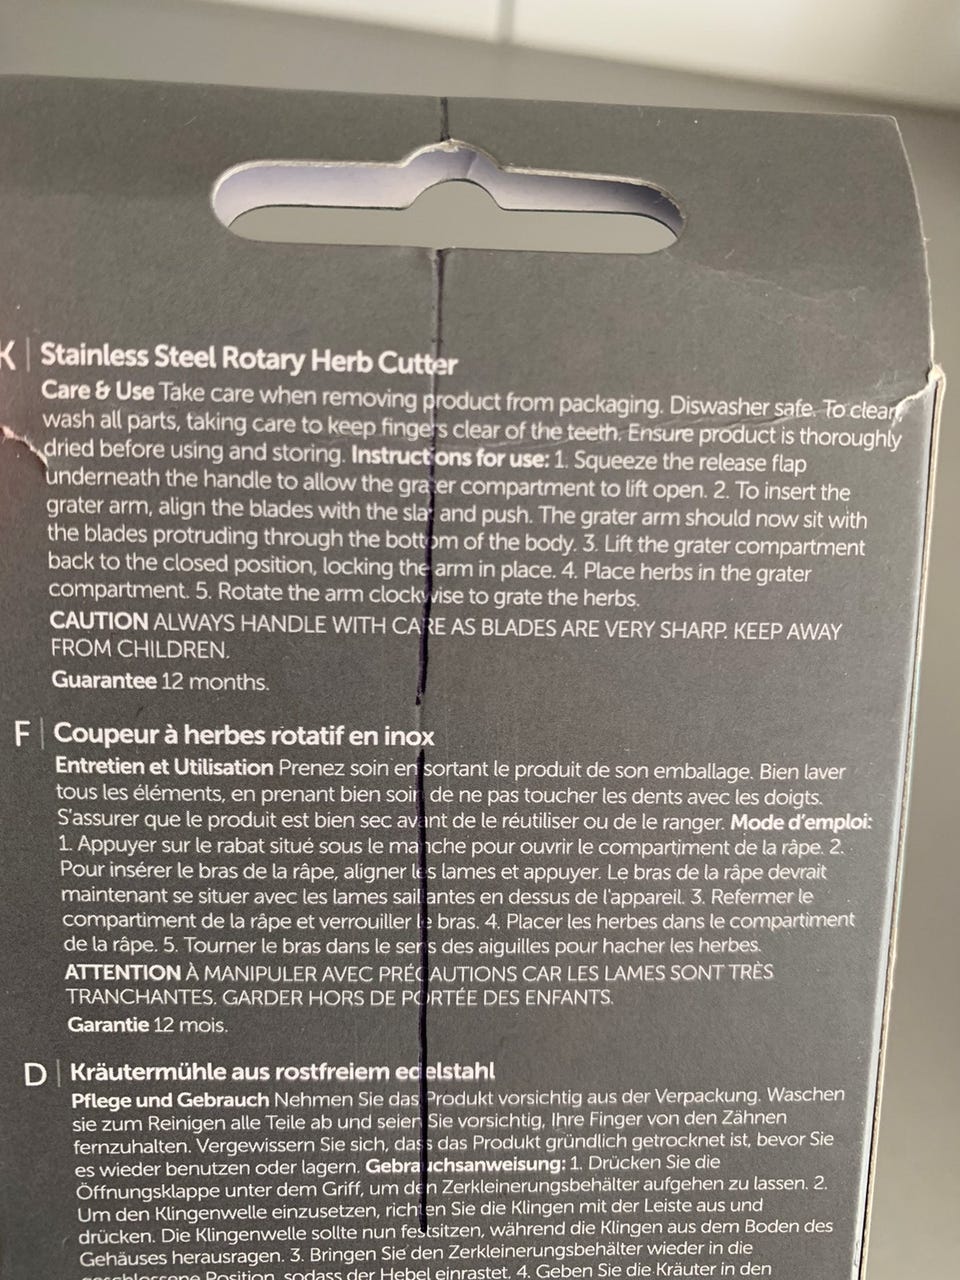 K | Stainless Steel Rotary Herb Cutter
Care & Use Take care when removing product from packaging. Diswasher safe. To clean,
wash all parts, taking care to keep fingers clear of the teeth. Ensure product is thoroughly
dried before using and storing. Instructions for use: 1. Squeeze the release flap
underneath the handle to allow the grater compartment to lift open. 2. To insert the
grater arm, align the blades with the slat and push. The grater arm should now sit with
the blades protruding through the bottom of the body. 3. Lift the grater compartment
back to the closed position, locking the arm in place. 4. Place herbs in the grater
compartment. 5. Rotate the arm clockwise to grate the herbs.
CAUTION ALWAYS HANDLE WITH CARE AS BLADES ARE VERY SHARP. KEEP AWAY
FROM CHILDREN.
Guarantee 12 months.
F | Coupeur à herbes rotatif en inox
Entretien et Utilisation Prenez soin en sortant le produit de son emballage. Bien laver
tous les éléments, en prenant bien soin de ne pas toucher les dents avec les doigts.
S'assurer que le produit est bien sec avant de le réutiliser ou de le ranger. Mode d'emploi:
1. Appuyer sur le rabat situé sous le manche pour ouvrir le compartiment de la râpe. 2.
Pour insérer le bras de la râpe, aligner les lames et appuyer. Le bras de la râpe devrait
maintenant se situer avec les lames saillantes en dessus de l'appareil. 3. Refermer le
compartiment de la râpe et verrouiller le bras. 4. Placer les herbes dans le compartiment
de la râpe. 5. Tourner le bras dans le sens des aiguilles pour hacher les herbes.
ATTENTION À MANIPULER AVEC PRÉCAUTIONS CAR LES LAMES SONT TRÈS
TRANCHANTES. GARDER HORS DE PORTÉE DES ENFANTS.
Garantie 12 mois.
D | Kräutermühle aus rostfreiem edelstahl
Pflege und Gebrauch Nehmen Sie das Produkt vorsichtig aus der Verpackung. Waschen
sie zum Reinigen alle Teile ab und seien Sie vorsichtig, Ihre Finger von den Zähnen
fernzuhalten. Vergewissern Sie sich, dass das Produkt gründlich getrocknet ist, bevor Sie
es wieder benutzen oder lagern. Gebrauchsanweisung: 1. Drücken Sie die
Öffnungsklappe unter dem Griff, um den Zerkleinerungsbehälter aufgehen zu lassen. 2.
Um den Klingenwelle einzusetzen, richten Sie die Klingen mit der Leiste aus und
drücken. Die Klingenwelle sollte nun festsitzen, während die Klingen aus dem Boden des
Gehäuses herausragen. 3. Bringen Sie den Zerkleinerungsbehälter wieder in die
geschlossene Position, sodass der Hebel einrastet. 4. Geben Sie die Kräuter in den